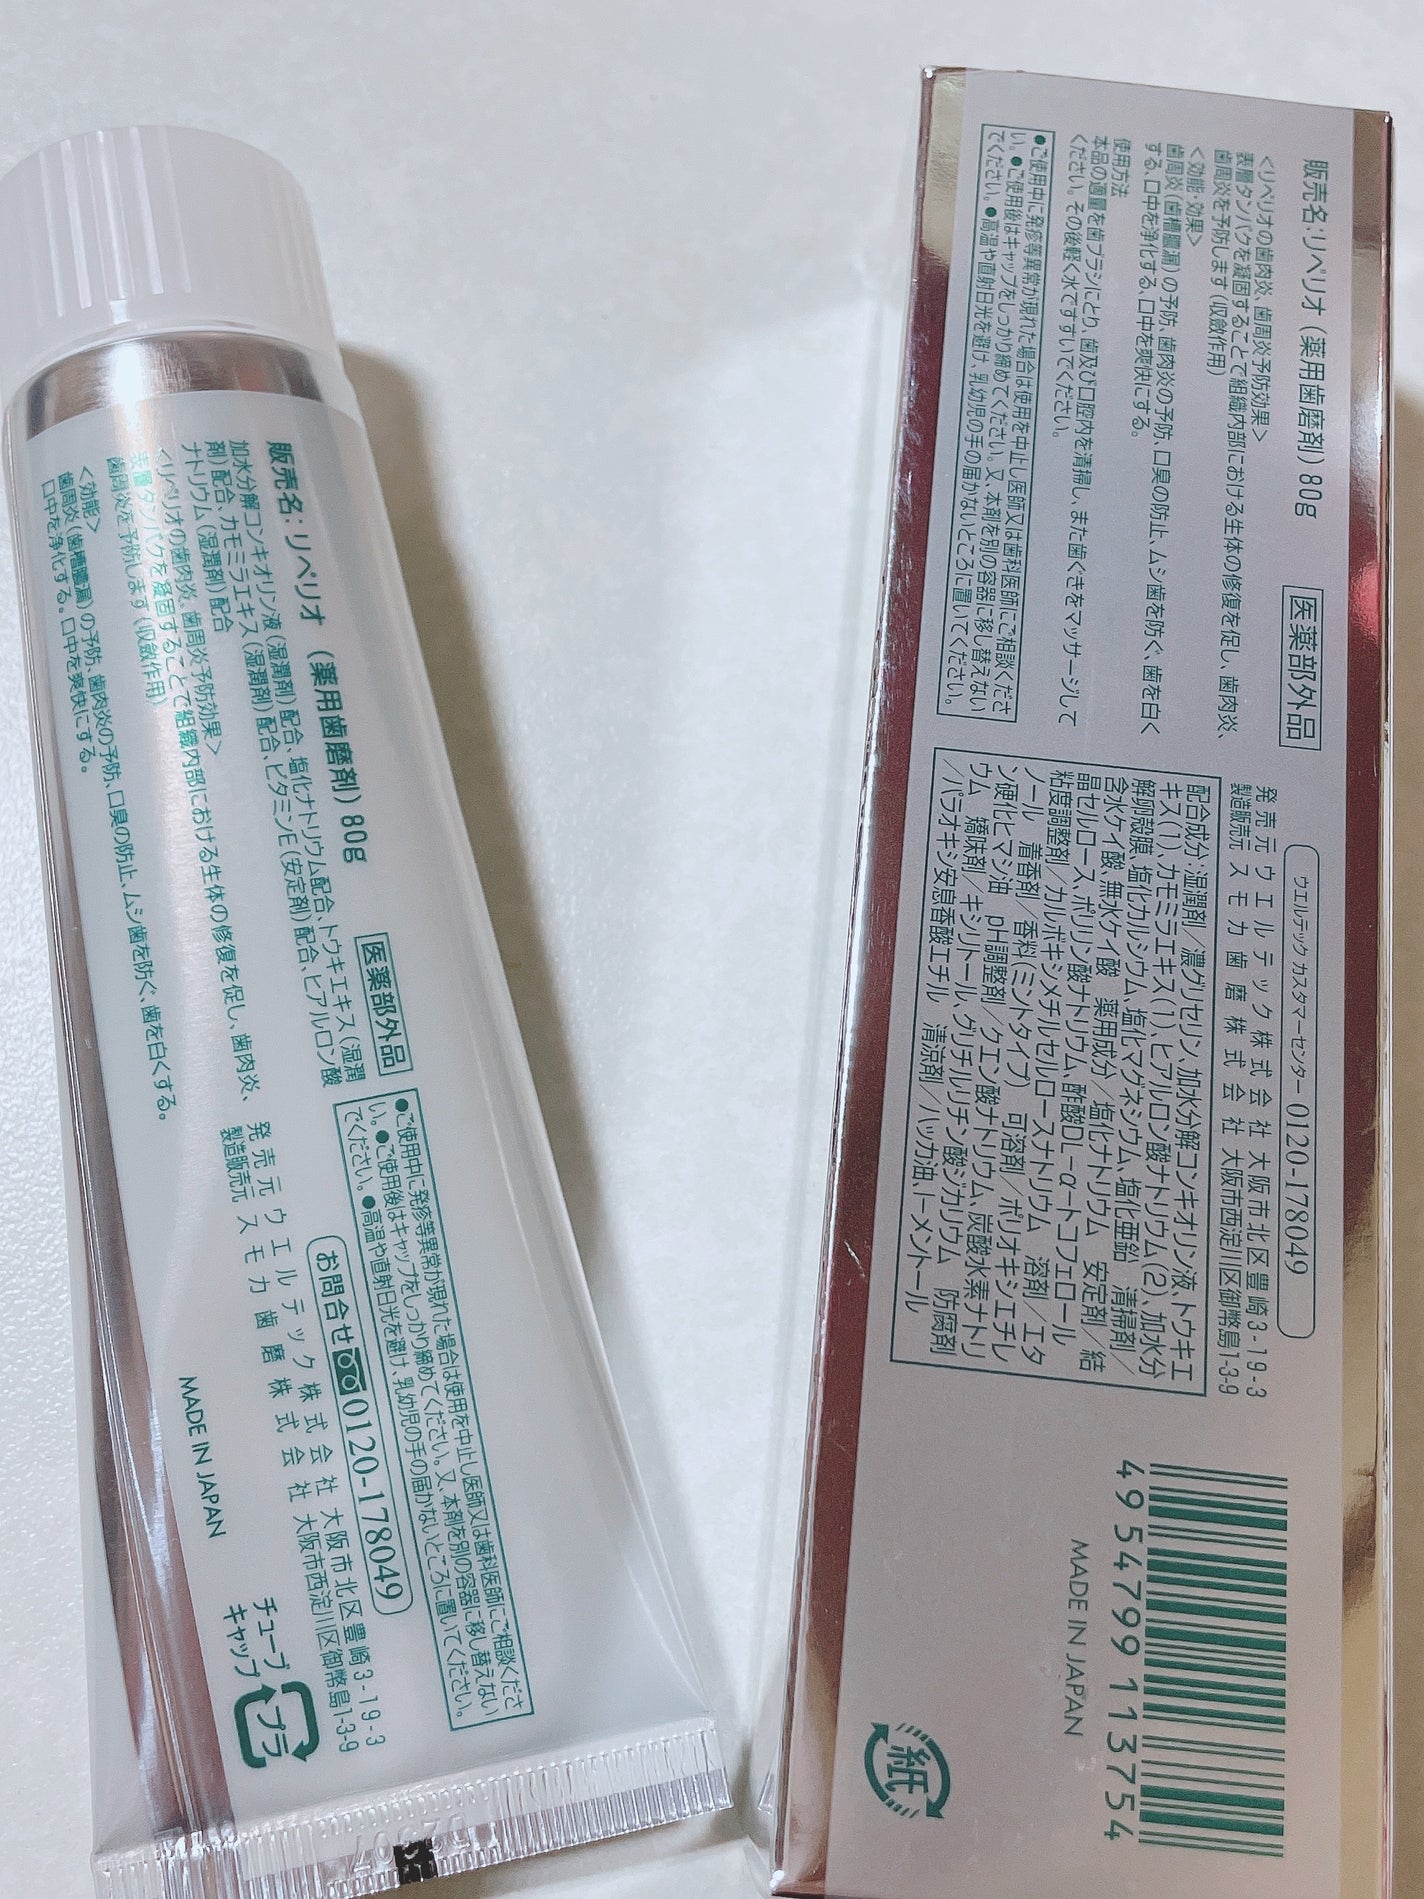 販売名：リペリオ（薬用歯磨剤）80g
医薬部外品
加水分解コンキオリン液（湿潤剤）配合、塩化ナトリウム配合、トウキエキス（湿潤
剤）配合、カモミラエキス（湿潤剤）配合、ビタミンE（安定剤）配合、ヒアルロン酸
ナトリウム（湿潤剤）配合
＜リペリオの歯肉炎、歯周炎予防効果＞
表層タンパクを凝固することで組織内部における生体の修復を促し、歯肉炎、
歯周炎を予防します（収斂作用）
＜効能＞
歯周炎（歯槽膿漏）の予防、歯肉炎の予防、口臭の防止、ムシ歯を防ぐ、歯を白くする。
口中を浄化する。口中を爽快にする。
●ご使用中に発疹等異常が現れた場合は使用を中止し医師又は歯科医師にご相談くださ
い。●ご使用後はキャップをしっかり締めてください。又、本剤を別の容器に移し替えない
でください。●高温や直射日光を避け、乳幼児の手の届かないところに置いてください。
お問合せ 0120-178049
発売元 ウエルテック株式会社 大阪市北区豊崎3-19-3
製造販売元 スモカ歯磨株式会社 大阪市西淀川区御幣島1-3-9
MADE IN JAPAN
チューブ
キャップ
プラ
販売名：リペリオ（薬用歯磨剤）80g
医薬部外品
＜リペリオの歯肉炎、歯周炎予防効果＞
表層タンパクを凝固することで組織内部における生体の修復を促し、歯肉炎、
歯周炎を予防します（収斂作用）
＜効能・効果＞
歯周炎（歯槽膿漏）の予防、歯肉炎の予防、口臭の防止、ムシ歯を防ぐ、歯を白く
する、口中を浄化する、口中を爽快にする。
使用方法
本品の適量を歯ブラシにとり、歯及び口腔内を清掃し、また歯ぐきをマッサージして
ください。その後軽く水ですすいでください。
●ご使用中に発疹等異常が現れた場合は使用を中止し医師又は歯科医師にご相談くださ
い。●ご使用後はキャップをしっかり締めてください。又、本剤を別の容器に移し替えない
でください。●高温や直射日光を避け、乳幼児の手の届かないところに置いてください。
ウエルテック カスタマーセンター 0120-178049
発売元 ウエルテック株式会社 大阪市北区豊崎3-19-3
製造販売元 スモカ歯磨株式会社 大阪市西淀川区御幣島1-3-9
配合成分：湿潤剤／濃グリセリン、加水分解コンキオリン液、トウキエ
キス（1）、カモミラエキス（1）、ヒアルロン酸ナトリウム（2）、加水分
解卵殻膜、塩化カルシウム、塩化マグネシウム、塩化亜鉛 清掃剤／
含水ケイ酸、無水ケイ酸 薬用成分／塩化ナトリウム 安定剤／結
晶セルロース、ポリリン酸ナトリウム、酢酸DL-α-トコフェロール
粘度調整剤／カルボキシメチルセルロースナトリウム 溶剤／エタ
ノール 着香剤／香料（ミントタイプ） 可溶剤／ポリオキシエチレ
ン硬化ヒマシ油 pH調整剤／クエン酸ナトリウム、炭酸水素ナトリ
ウム 矯味剤／キシリトール、グリチルリチン酸ジカリウム 防腐剤
／パラオキシ安息香酸エチル 清涼剤／ハッカ油、l-メントール
4954799113754
MADE IN JAPAN
紙